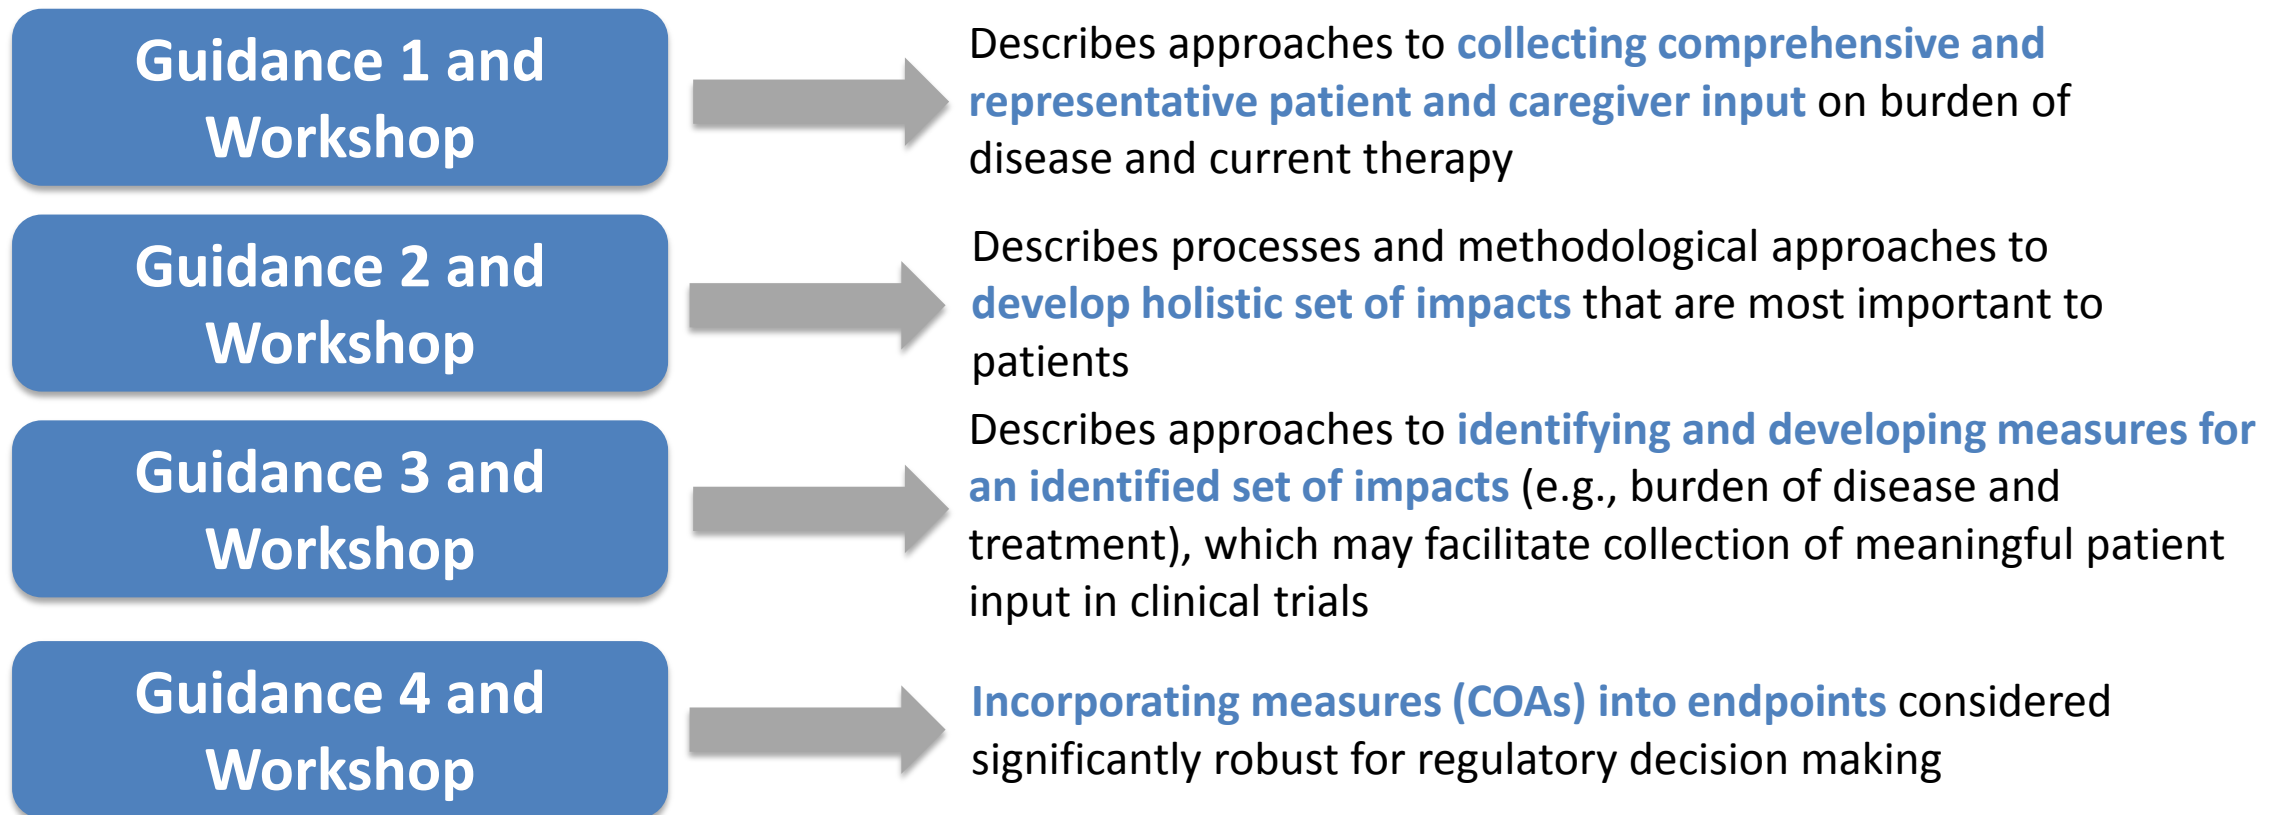 Guidance 1 and
Workshop
Describes approaches to collecting comprehensive and
representative patient and caregiver input on burden of
disease and current therapy
Guidance 2 and
Workshop
Describes processes and methodological approaches to
develop holistic set of impacts that are most important to
patients
Guidance 3 and
Workshop
Describes approaches to identifying and developing measures for
an identified set of impacts (e.g., burden of disease and
treatment), which may facilitate collection of meaningful patient
input in clinical trials
Guidance 4 and
Workshop
Incorporating measures (COAs) into endpoints considered
significantly robust for regulatory decision making